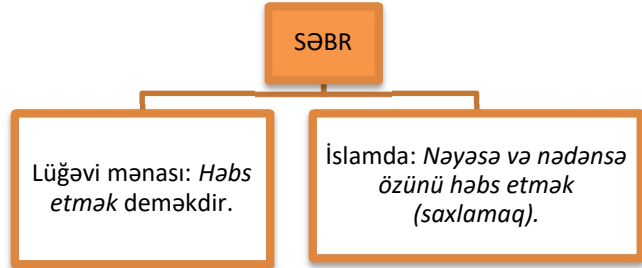 SƏBR
Lüğəvi mənası: Həbs
etmək deməkdir.
İslamda: Nəyəsə və nədənsə
özünü həbs etmək
(saxlamaq).